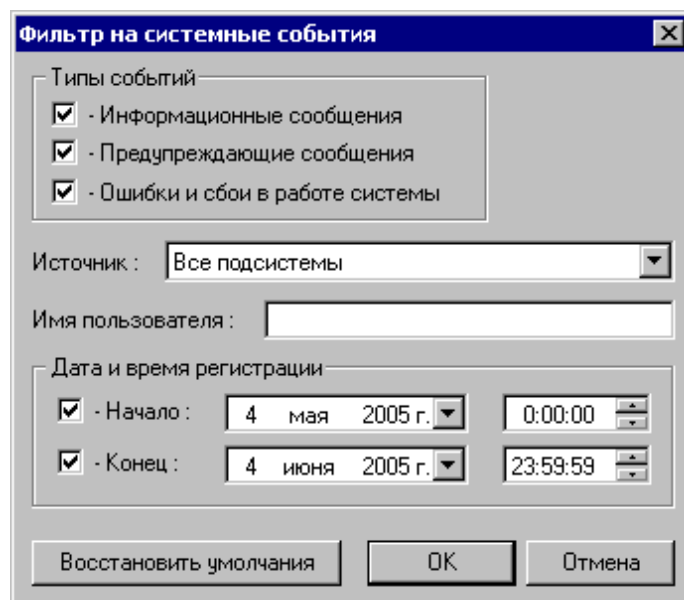 Фильтр на системные события
Типы событий
- Информационные сообщения
- Предупреждающие сообщения
- Ошибки и сбои в работе системы
Источник : Все подсистемы
Имя пользователя :
Дата и время регистрации
- Начало : 4 мая 2005 г. 0:00:00
- Конец : 4 июня 2005 г. 23:59:59
Восстановить умолчания OK Отмена